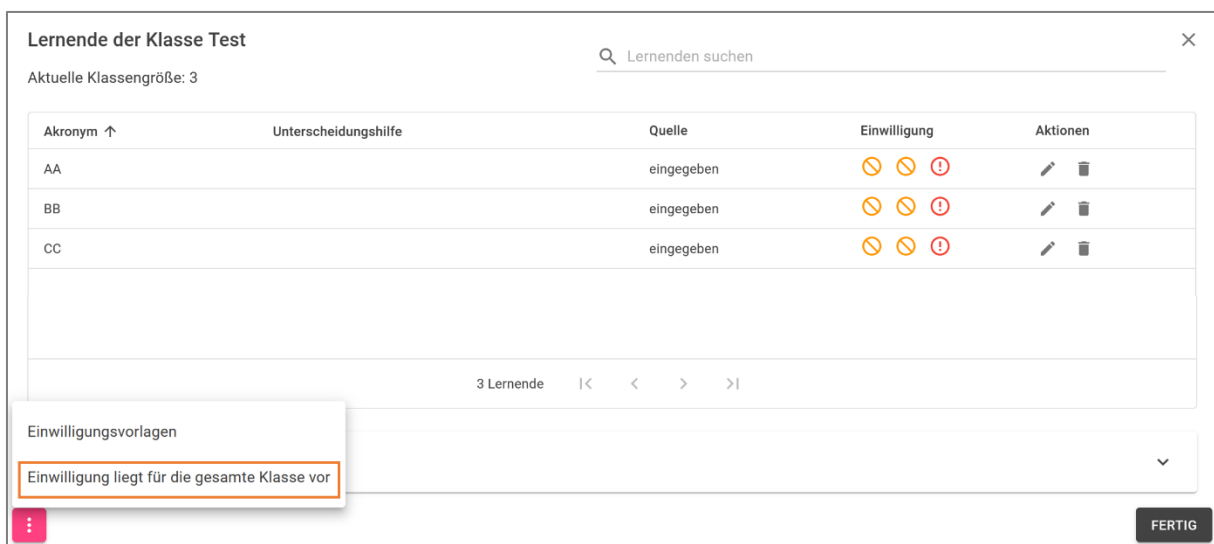 Lernende der Klasse Test
Lernenden suchen
Aktuelle Klassengröße: 3
Akronym Unterscheidungshilfe Quelle Einwilligung Aktionen
AA eingegeben
BB eingegeben
CC eingegeben
3 Lernende
Einwilligungsvorlagen
Einwilligung liegt für die gesamte Klasse vor
FERTIG